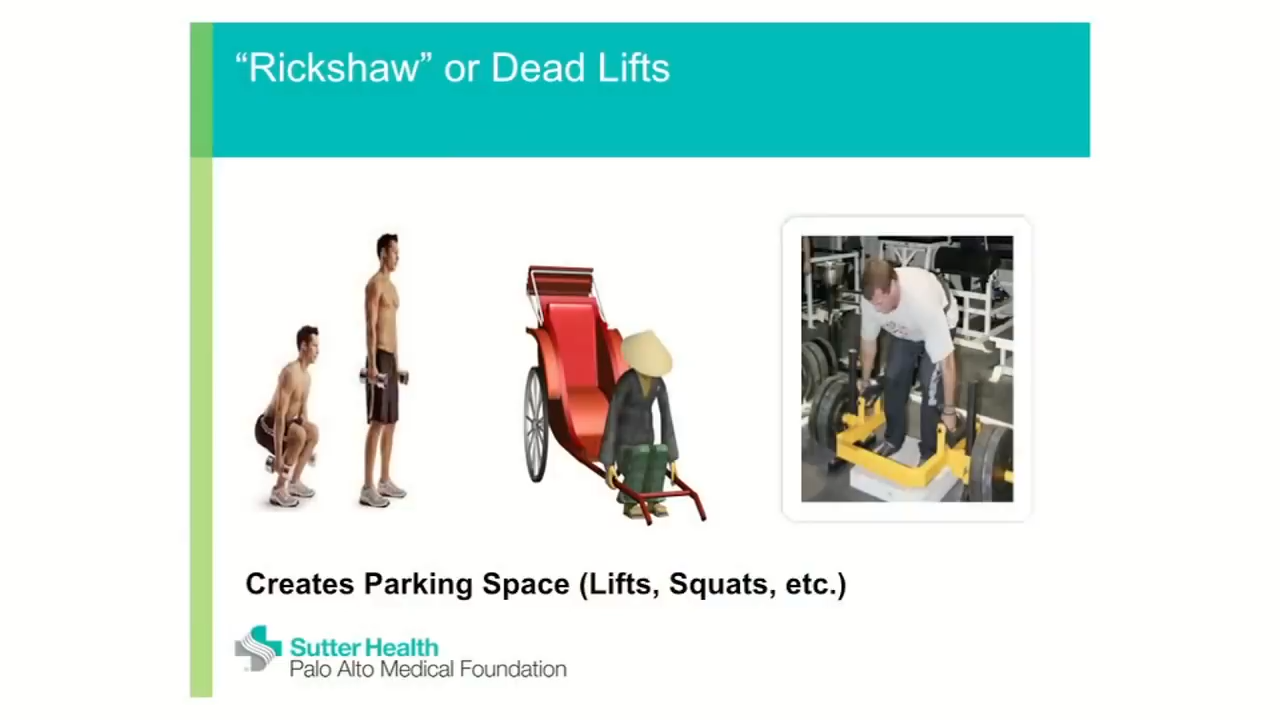 “Rickshaw” or Dead Lifts
Creates Parking Space (Lifts, Squats, etc.)
Sutter Health
Palo Alto Medical Foundation